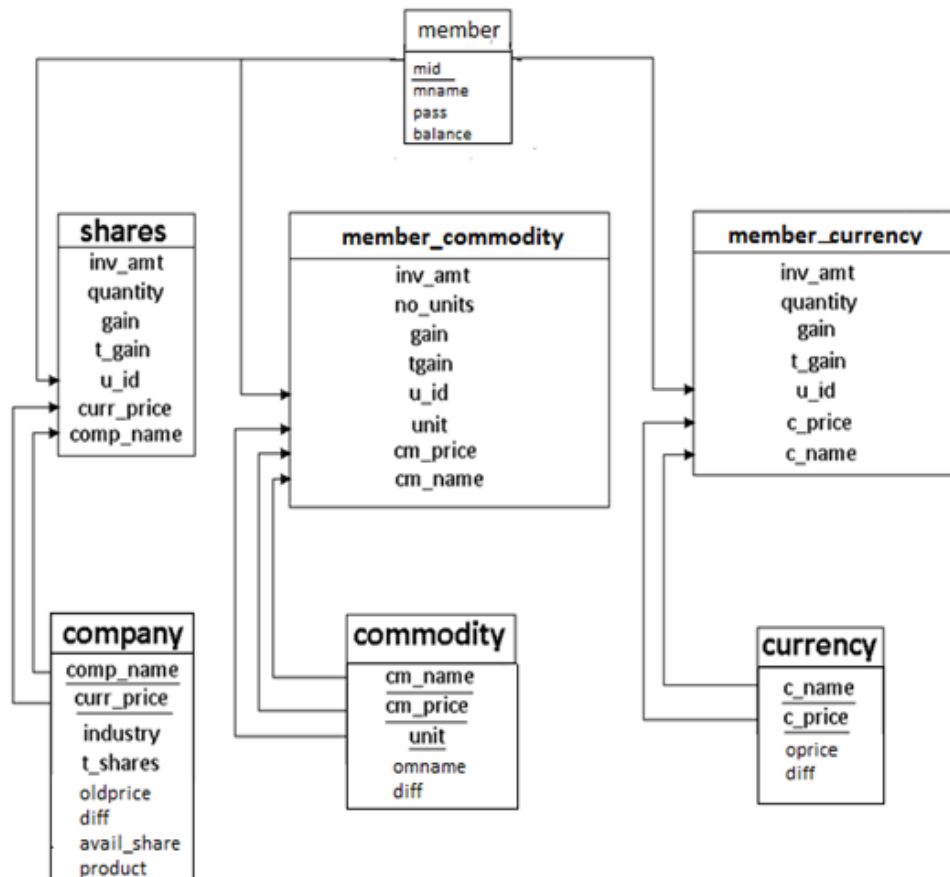 member
mid
mname
pass
balance
shares
inv_amt
quantity
gain
t_gain
u_id
curr_price
comp_name
member_commodity
inv_amt
no_units
gain
tgain
u_id
unit
cm_price
cm_name
member_currency
inv_amt
quantity
gain
t_gain
u_id
c_price
c_name
company
comp_name
curr_price
industry
t_shares
oldprice
diff
avail_share
product
commodity
cm_name
cm_price
unit
omname
diff
currency
c_name
c_price
oprice
diff